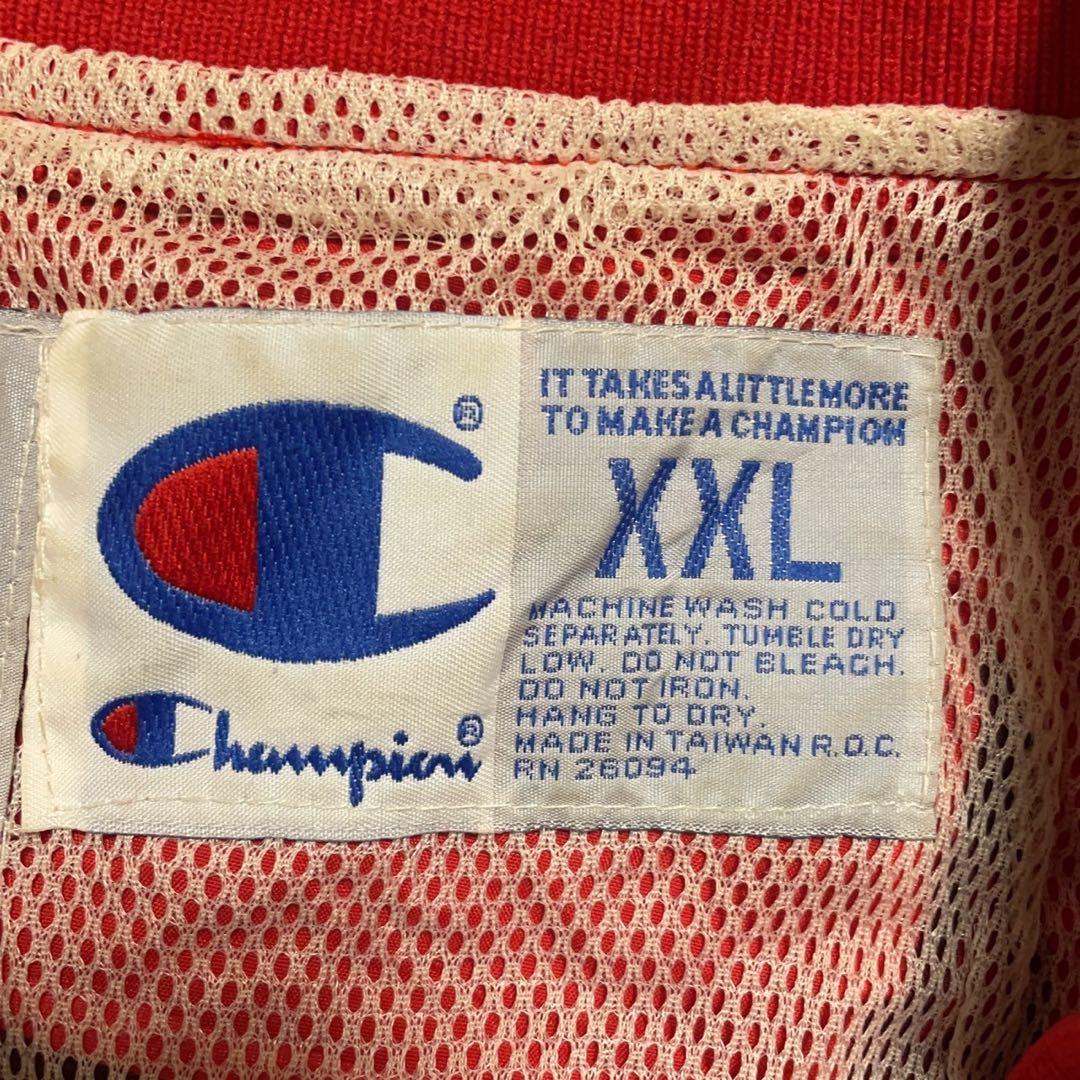 ®
Champion®
IT TAKES A LITTLE MORE
TO MAKE A CHAMPION
XXL
MACHINE WASH COLD
SEPARATELY. TUMBLE DRY
LOW. DO NOT BLEACH.
DO NOT IRON.
HANG TO DRY.
MADE IN TAIWAN R.O.C.
RN 26094